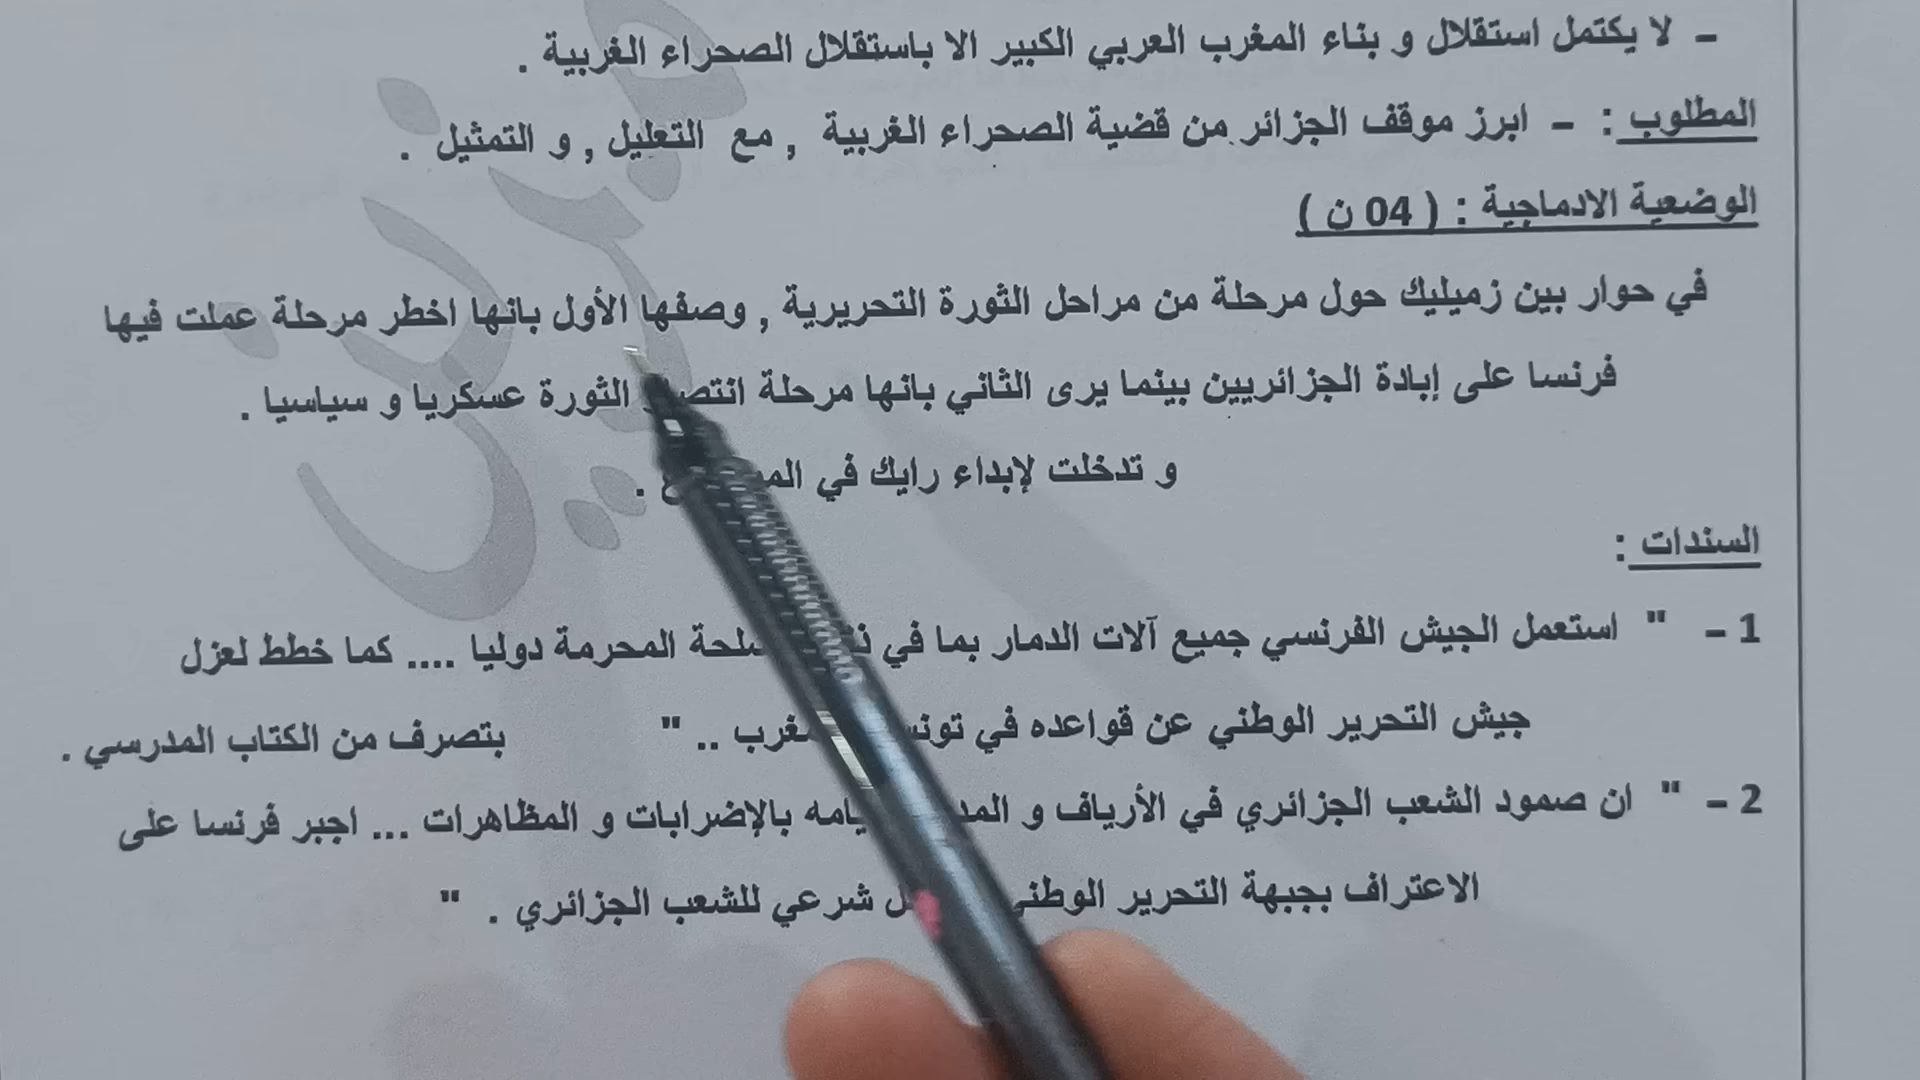 - لا يكتمل استقلال و بناء المغرب العربي الكبير الا باستقلال الصحراء الغربية .
المطلوب : - ابرز موقف الجزائر من قضية الصحراء الغربية , مع التعليل , و التمثيل .
الوضعية الادماجية : ( 04 ن )
في حوار بين زميليك حول مرحلة من مراحل الثورة التحريرية , وصفها الأول بانها اخطر مرحلة عملت فيها
فرنسا على إبادة الجزائريين بينما يرى الثاني بانها مرحلة الثورة عسكريا و سياسيا .
و تدخلت لإبداء رايك في .
السندات :
1 - " استعمل الجيش الفرنسي جميع آلات الدمار بما في المحرمة دوليا .... كما خطط لعزل
جيش التحرير الوطني عن قواعده في .. " بتصرف من الكتاب المدرسي .
2 - " ان صمود الشعب الجزائري في الأرياف و بالإضرابات و المظاهرات ... اجبر فرنسا على
الاعتراف بجبهة التحرير الوطني شرعي للشعب الجزائري . "